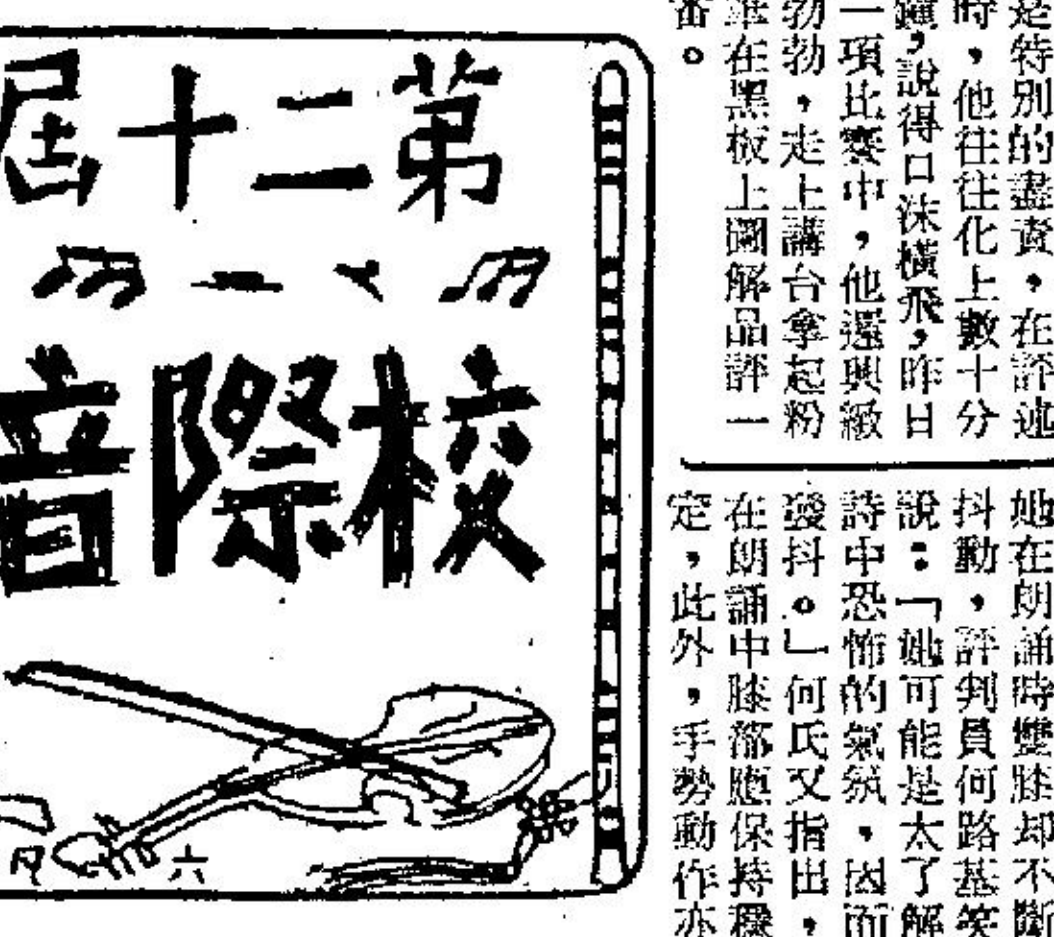 是特別的盡責,在評述
時,他往往化上數十分
鐘,說得口沫橫飛,昨日
一項比賽中,他還興緻
勃勃,走上講台拿起粉
筆在黑板上圖解品評一
番。
她在朗誦時雙膝却不斷
抖動,評判員何路基笑
說:「她可能是太了解
詩中恐怖的氣氛,因而
發抖。」何氏又指出,
在朗誦中膝部應保持穩
定,此外,手勢動作亦
第二十屆
校際音
六